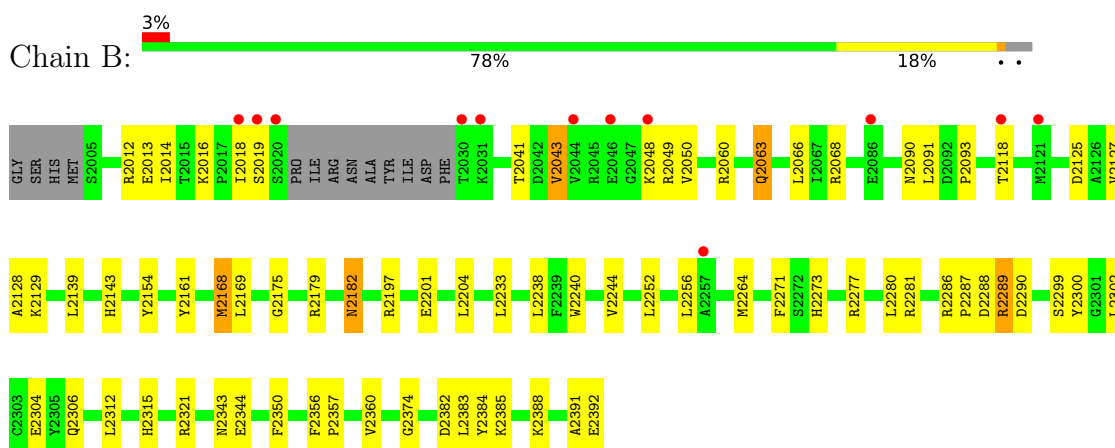 3%
Chain B:
78% 18% • •
GLY SER HIS MET S2005 R2012 E2013 I2014 T2015 K2016 P2017 I2018 S2019 S2020 PRO ILE ARG ASN ALA TYR ILE ASP PHE T2030 K2031 T2041 D2042 V2043 V2044 R2045 E2046 G2047 K2048 R2049 V2050 R2060 Q2063 L2066 I2067 R2068 E2086 N2090 L2091 D2092 P2093 T2118 M2121 D2125 A2126 V2127
A2128 K2129 L2139 H2143 Y2154 Y2161 M2168 L2169 G2175 R2179 N2182 R2197 E2201 L2204 L2233 L2238 F2239 W2240 V2244 L2252 L2256 A2257 M2264 F2271 S2272 H2273 R2277 L2280 R2281 R2286 P2287 D2288 R2289 D2290 S2299 Y2300 G2301 L2302
C2303 E2304 Y2305 Q2306 L2312 H2315 R2321 N2343 E2344 F2350 F2356 P2357 V2360 G2374 D2382 L2383 Y2384 K2385 K2388 A2391 E2392